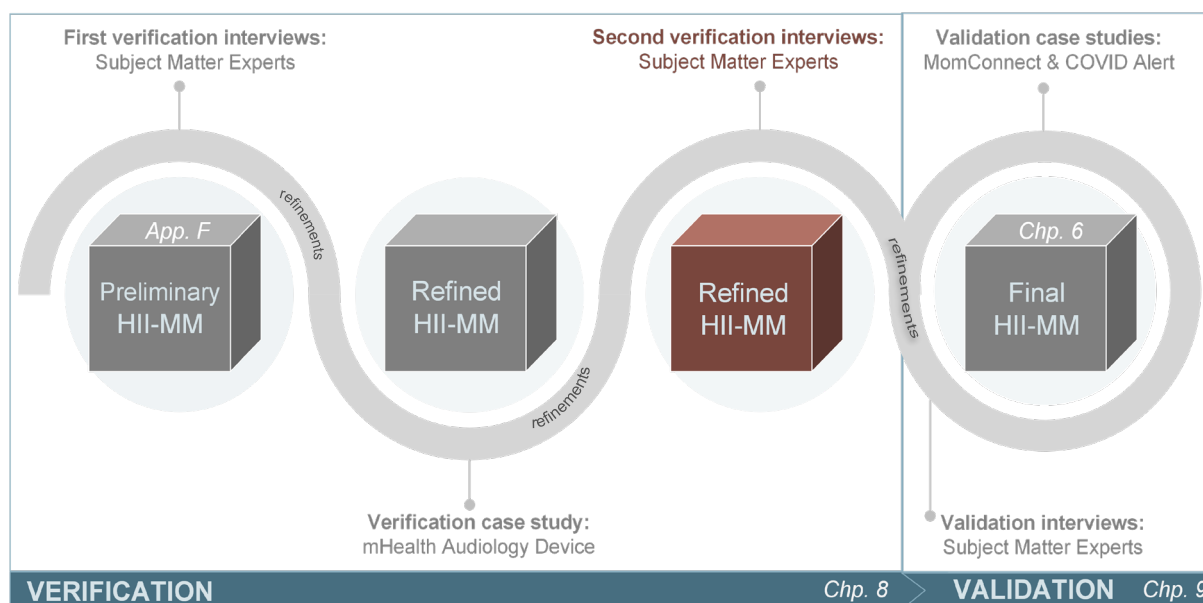 First verification interviews:
Subject Matter Experts
Second verification interviews:
Subject Matter Experts
Validation case studies:
MomConnect & COVID Alert
refinements
App. F
Preliminary
HII-MM
Refined
HII-MM
refinements
Refined
HII-MM
refinements
Chp. 6
Final
HII-MM
Verification case study:
mHealth Audiology Device
Validation interviews:
Subject Matter Experts
VERIFICATION
Chp. 8
VALIDATION
Chp. 9